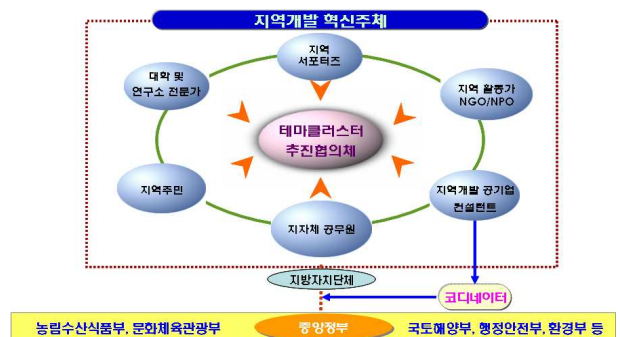 지역개발 혁신주체
지역
서포터즈
대학 및
연구소 전문가
지역 활동가
NGO/NPO
테마클러스터
추진협의체
지역주민
지역개발 공기업
컨설턴트
지자체 공무원
지방자치단체
코디네이터
농림수산식품부, 문화체육관광부
중앙정부
국토해양부, 행정안전부, 환경부 등